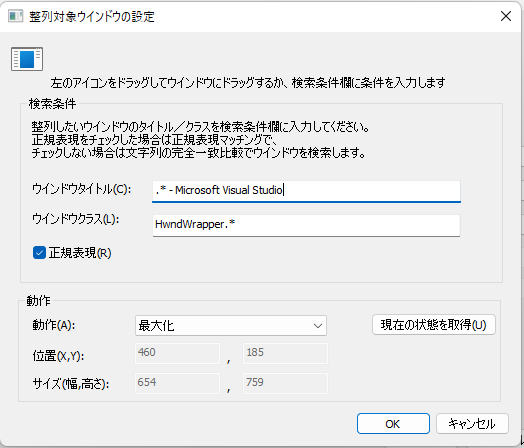 整列対象ウインドウの設定
左のアイコンをドラッグしてウインドウにドラッグするか、検索条件欄に条件を入力します
検索条件
整列したいウインドウのタイトル／クラスを検索条件欄に入力してください。
正規表現をチェックした場合は正規表現マッチングで、
チェックしない場合は文字列の完全一致比較でウインドウを検索します。
ウインドウタイトル(C): .* - Microsoft Visual Studio
ウインドウクラス(L): HwndWrapper.*
正規表現(R)
動作
動作(A): 最大化 現在の状態を取得(U)
位置(X,Y): 460 , 185
サイズ(幅,高さ): 654 , 759
OK キャンセル